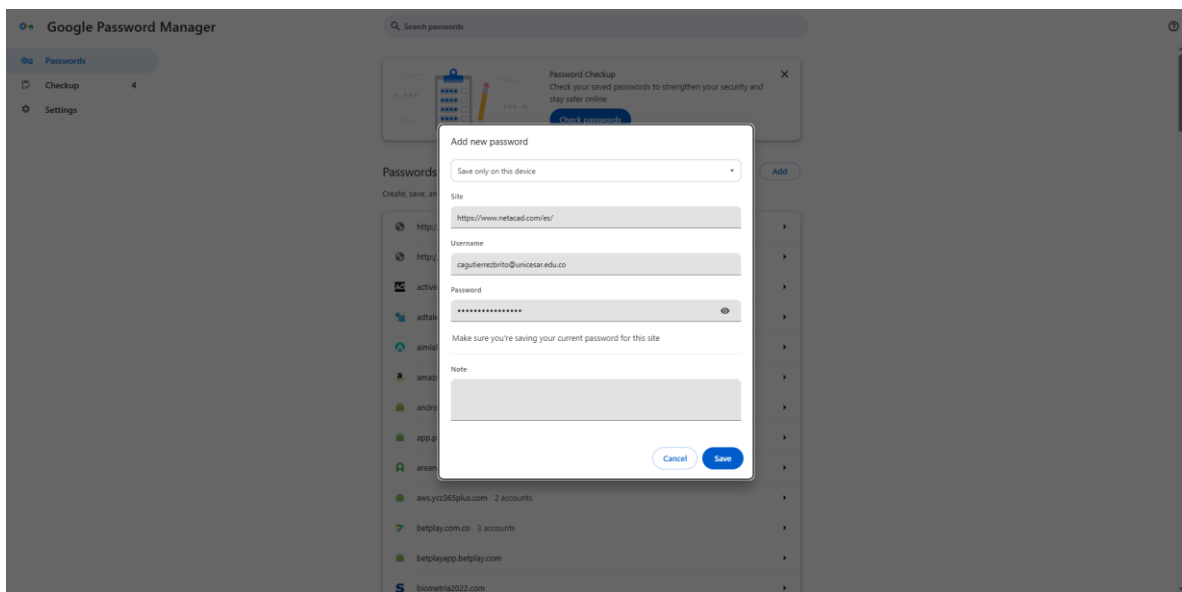 Google Password Manager
Search passwords
Passwords
Checkup 4
Settings
Password Checkup
Check your saved passwords to strengthen your security and
stay safer online
Check passwords
Passwords
Add
Create, save, an
Add new password
Save only on this device
Site
https://www.netacad.com/es/
Username
cagutierrezbrito@unicesar.edu.co
Password
••••••••••••••••
Make sure you're saving your current password for this site
Note
Cancel
Save
http:/
http:/
active
adtale
aimla
amaz
andro
app.p
arean
aws.ycc365plus.com 2 accounts
betplay.com.co 3 accounts
betplayapp.betplay.com
biometria2022.com